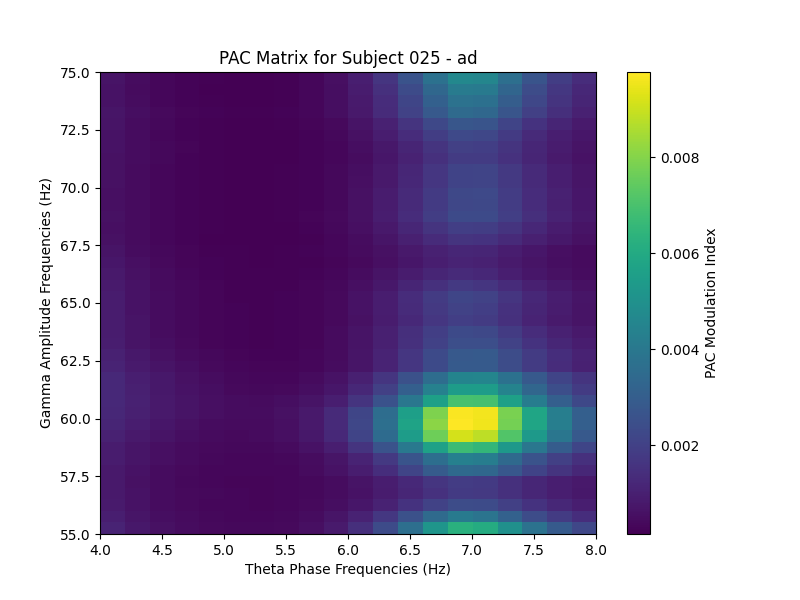 PAC Matrix for Subject 025 - ad
75.0
72.5
70.0
67.5
65.0
62.5
60.0
57.5
55.0
Gamma Amplitude Frequencies (Hz)
4.0 4.5 5.0 5.5 6.0 6.5 7.0 7.5 8.0
Theta Phase Frequencies (Hz)
0.008
0.006
0.004
0.002
PAC Modulation Index